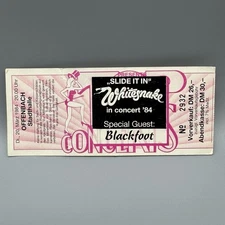 „SLIDE IT IN"
Whitesnake
in concert '84
Special Guest:
Blackfoot
OFFENBACH
Stadthalle
No 2932
Vorverkauf: DM 26,–
Abendkasse: DM 30,–
CONCERTS